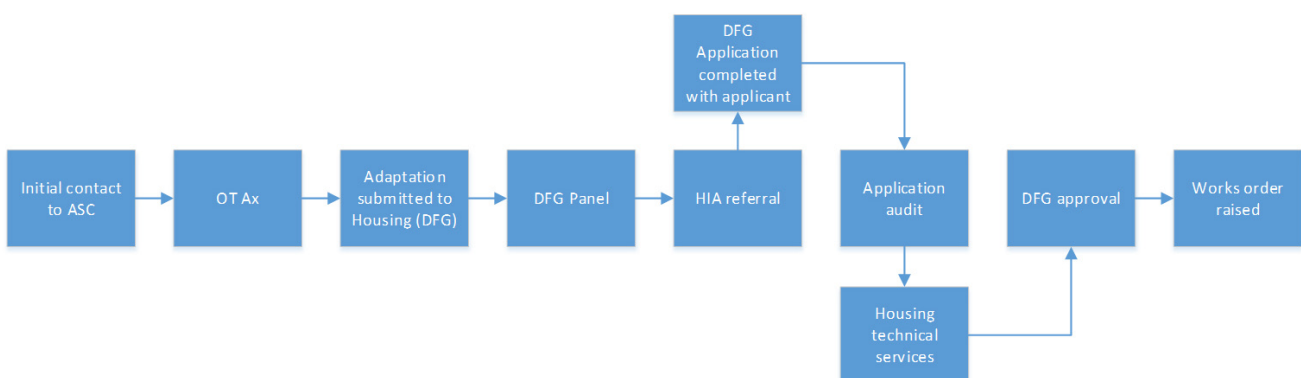 Initial contact
to ASC
OT Ax
Adaptation
submitted to
Housing (DFG)
DFG Panel
HIA referral
DFG
Application
completed
with applicant
Application
audit
Housing
technical
services
DFG approval
Works order
raised